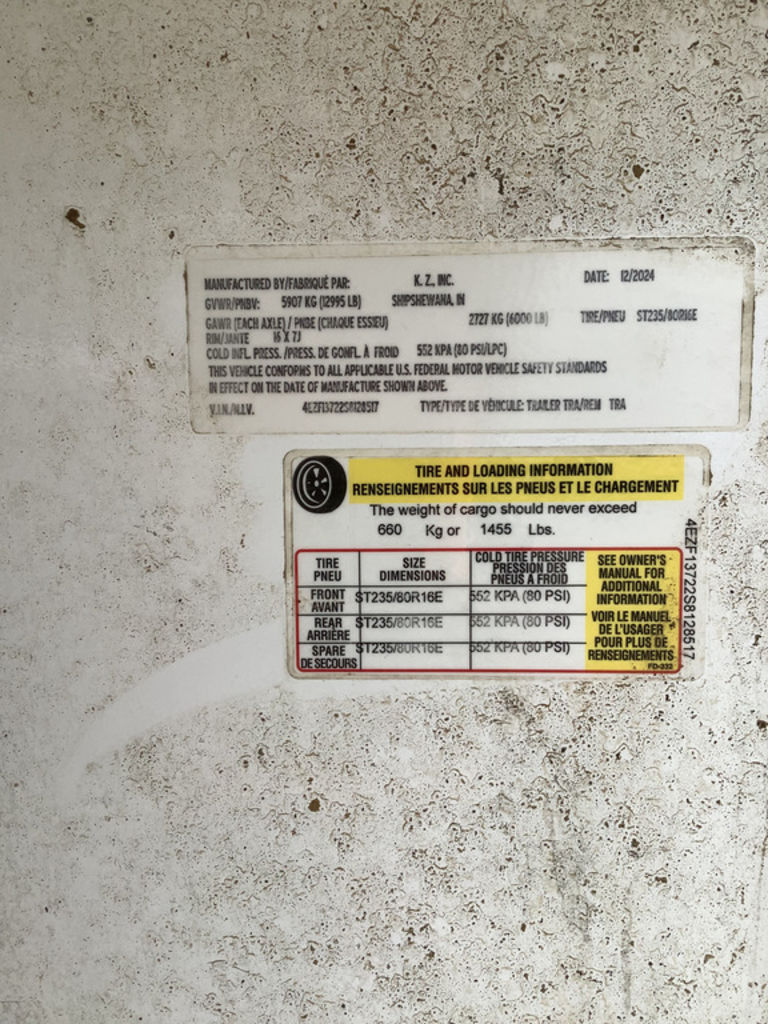 MANUFACTURED BY/FABRIQUÉ PAR: K. Z., INC. DATE: 12/2024
GVWR/PNBV: 5907 KG (12995 LB) SHIPSHEWANA, IN
GAWR (EACH AXLE) / PNBE (CHAQUE ESSIEU) 2727 KG (6000 LB) TIRE/PNEU ST235/80R16E
RIM/JANTE 16 X 7J
COLD INFL. PRESS. /PRESS. DE GONFL. À FROID 552 KPA (80 PSI/LPC)
THIS VEHICLE CONFORMS TO ALL APPLICABLE U.S. FEDERAL MOTOR VEHICLE SAFETY STANDARDS
IN EFFECT ON THE DATE OF MANUFACTURE SHOWN ABOVE.
V.I.N./N.I.V. 4EZF13722S8128517 TYPE/TYPE DE VÉHICULE: TRAILER TRA/REM TRA
TIRE AND LOADING INFORMATION
RENSEIGNEMENTS SUR LES PNEUS ET LE CHARGEMENT
The weight of cargo should never exceed
660 Kg or 1455 Lbs.
TIRE
PNEU
SIZE
DIMENSIONS
COLD TIRE PRESSURE
PRESSION DES
PNEUS À FROID
FRONT
AVANT
ST235/80R16E
552 KPA (80 PSI)
REAR
ARRIÈRE
ST235/80R16E
552 KPA (80 PSI)
SPARE
DE SECOURS
ST235/80R16E
552 KPA (80 PSI)
SEE OWNER'S
MANUAL FOR
ADDITIONAL
INFORMATION
VOIR LE MANUEL
DE L'USAGER
POUR PLUS DE
RENSEIGNEMENTS
FD-332
4EZF13722S8128517